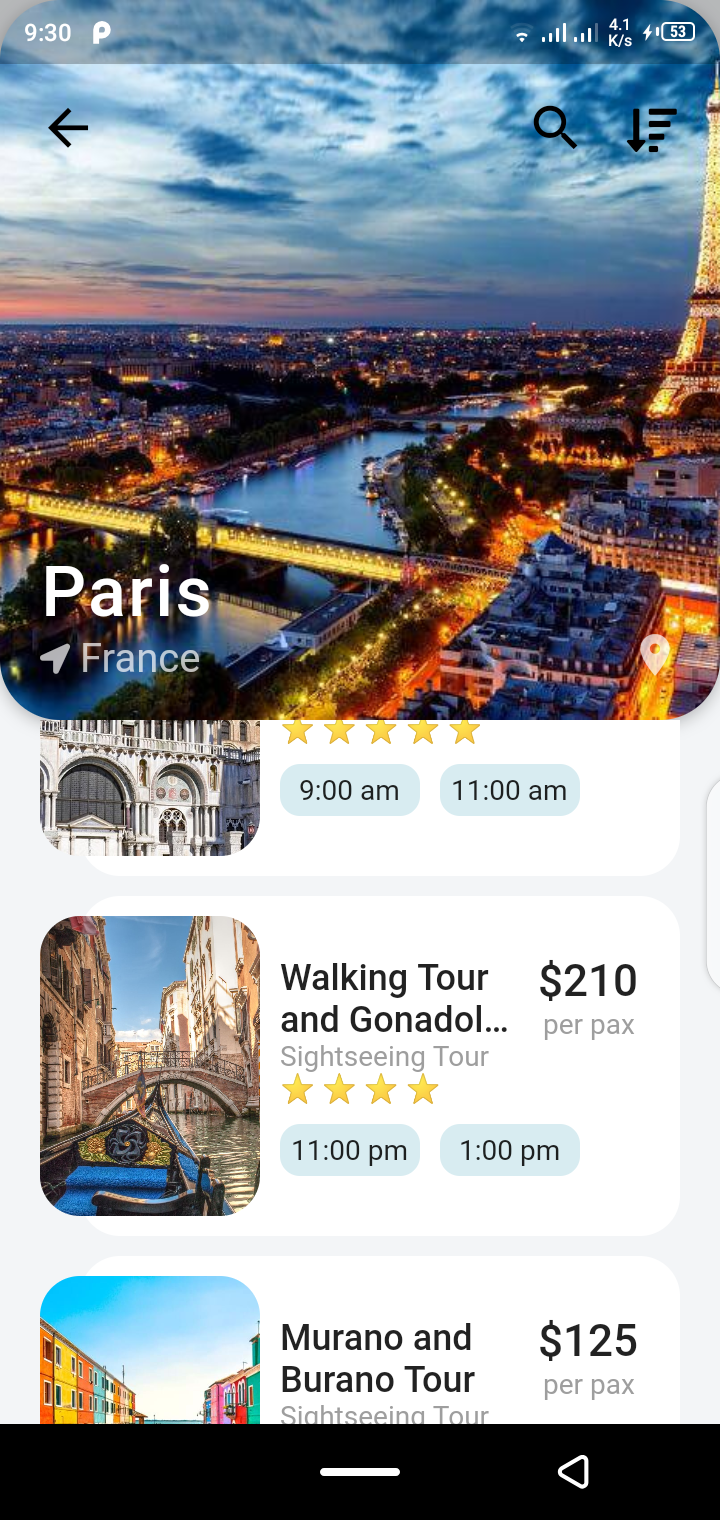 9:30
4.1
K/s
53
Paris
France
9:00 am 11:00 am
Walking Tour
and Gonadol...
$210
per pax
Sightseeing Tour
11:00 pm 1:00 pm
Murano and
Burano Tour
$125
per pax
Sightseeing Tour